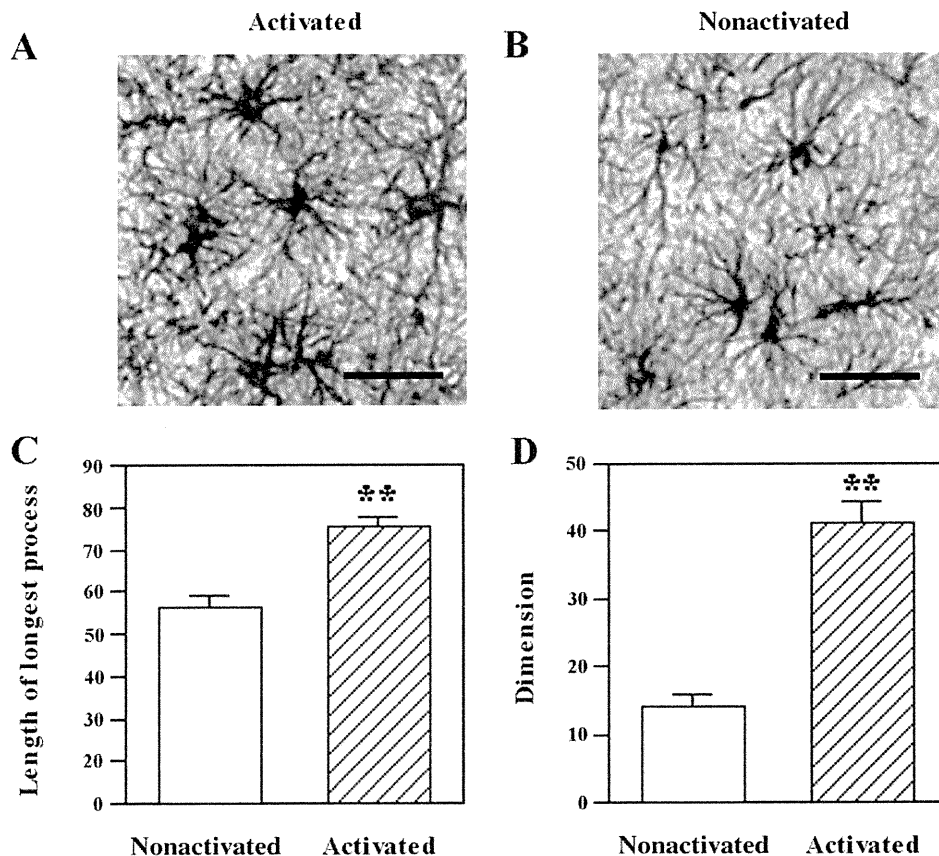 Activated
Nonactivated
A
B
C
D
Length of longest process
90
80
70
60
50
40
30
20
0
**
Nonactivated
Activated
Dimension
50
40
30
20
10
0
**
Nonactivated
Activated